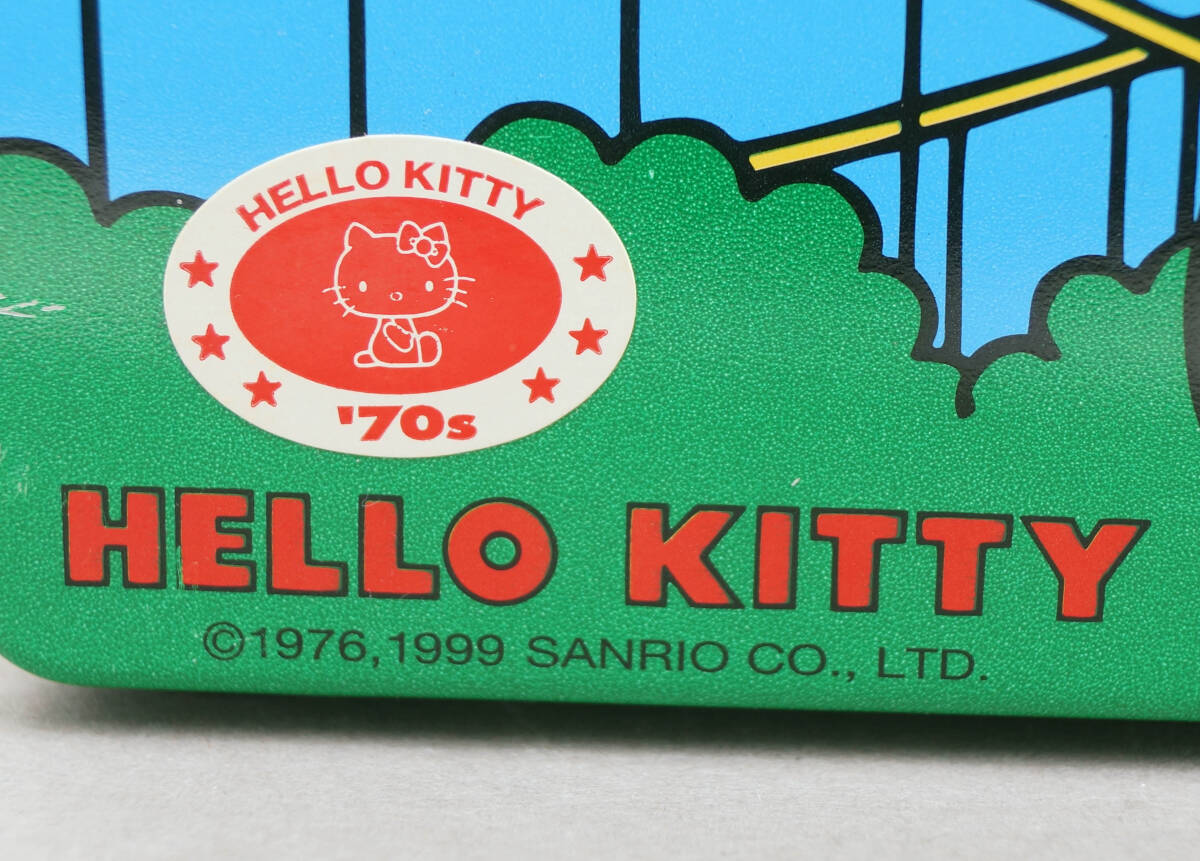 HELLO KITTY
'70s
HELLO KITTY
©1976,1999 SANRIO CO., LTD.